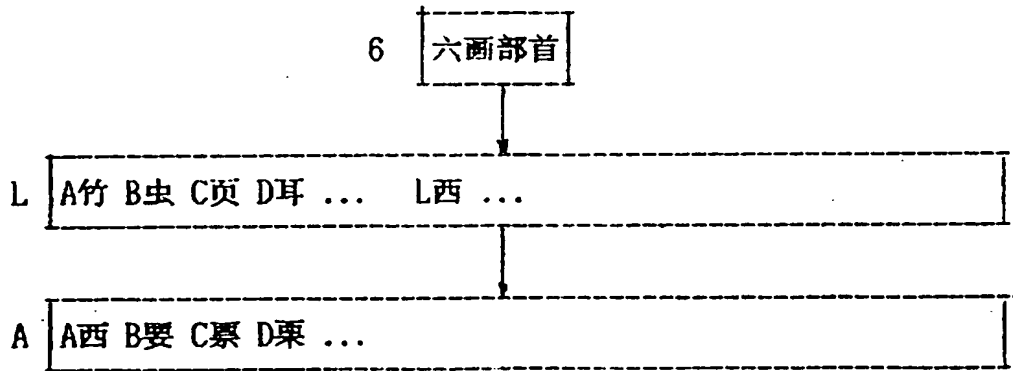 6 六画部首
L A竹 B虫 C页 D耳 ... L西 ...
A A西 B要 C票 D栗 ...